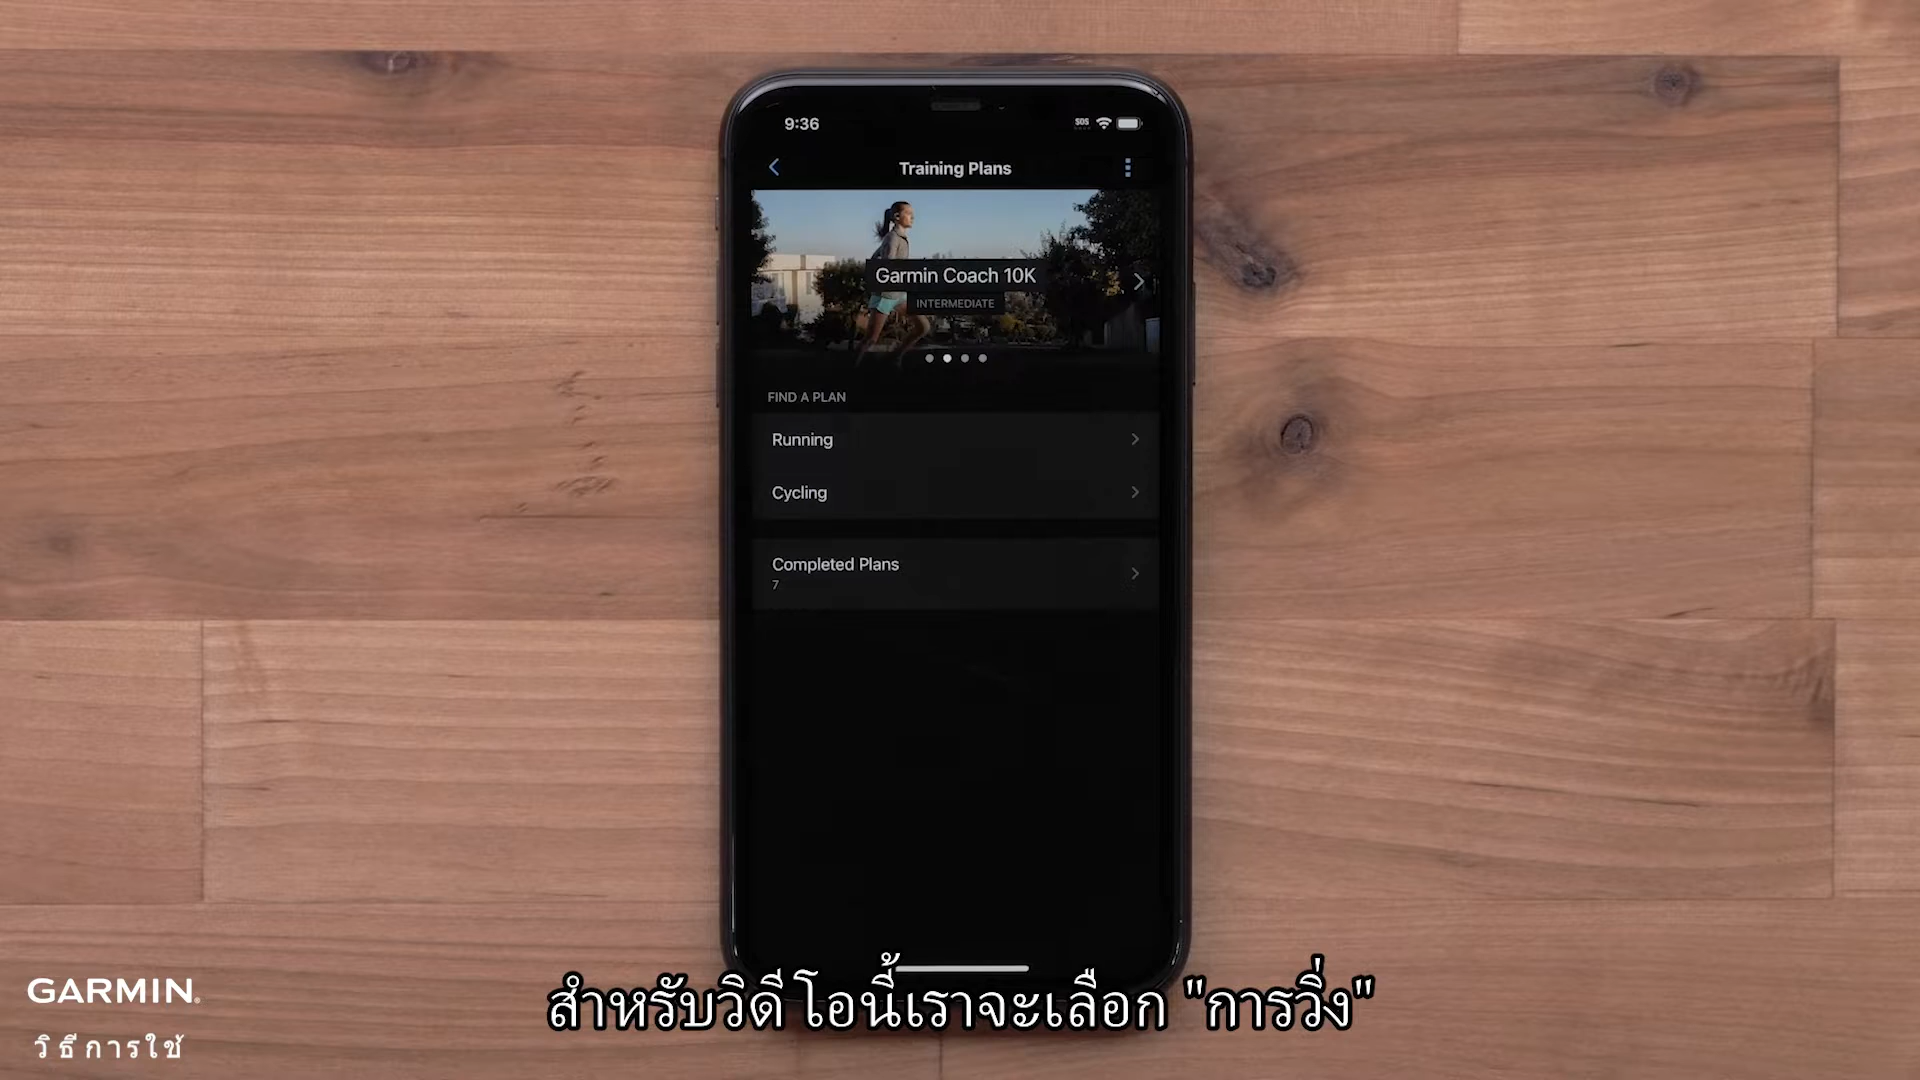 9:36
SOS
Training Plans
Garmin Coach 10K
INTERMEDIATE
FIND A PLAN
Running
Cycling
Completed Plans
7
สำหรับวิดีโอนี้เราจะเลือก "การวิ่ง"
GARMIN
วิธีการใช้